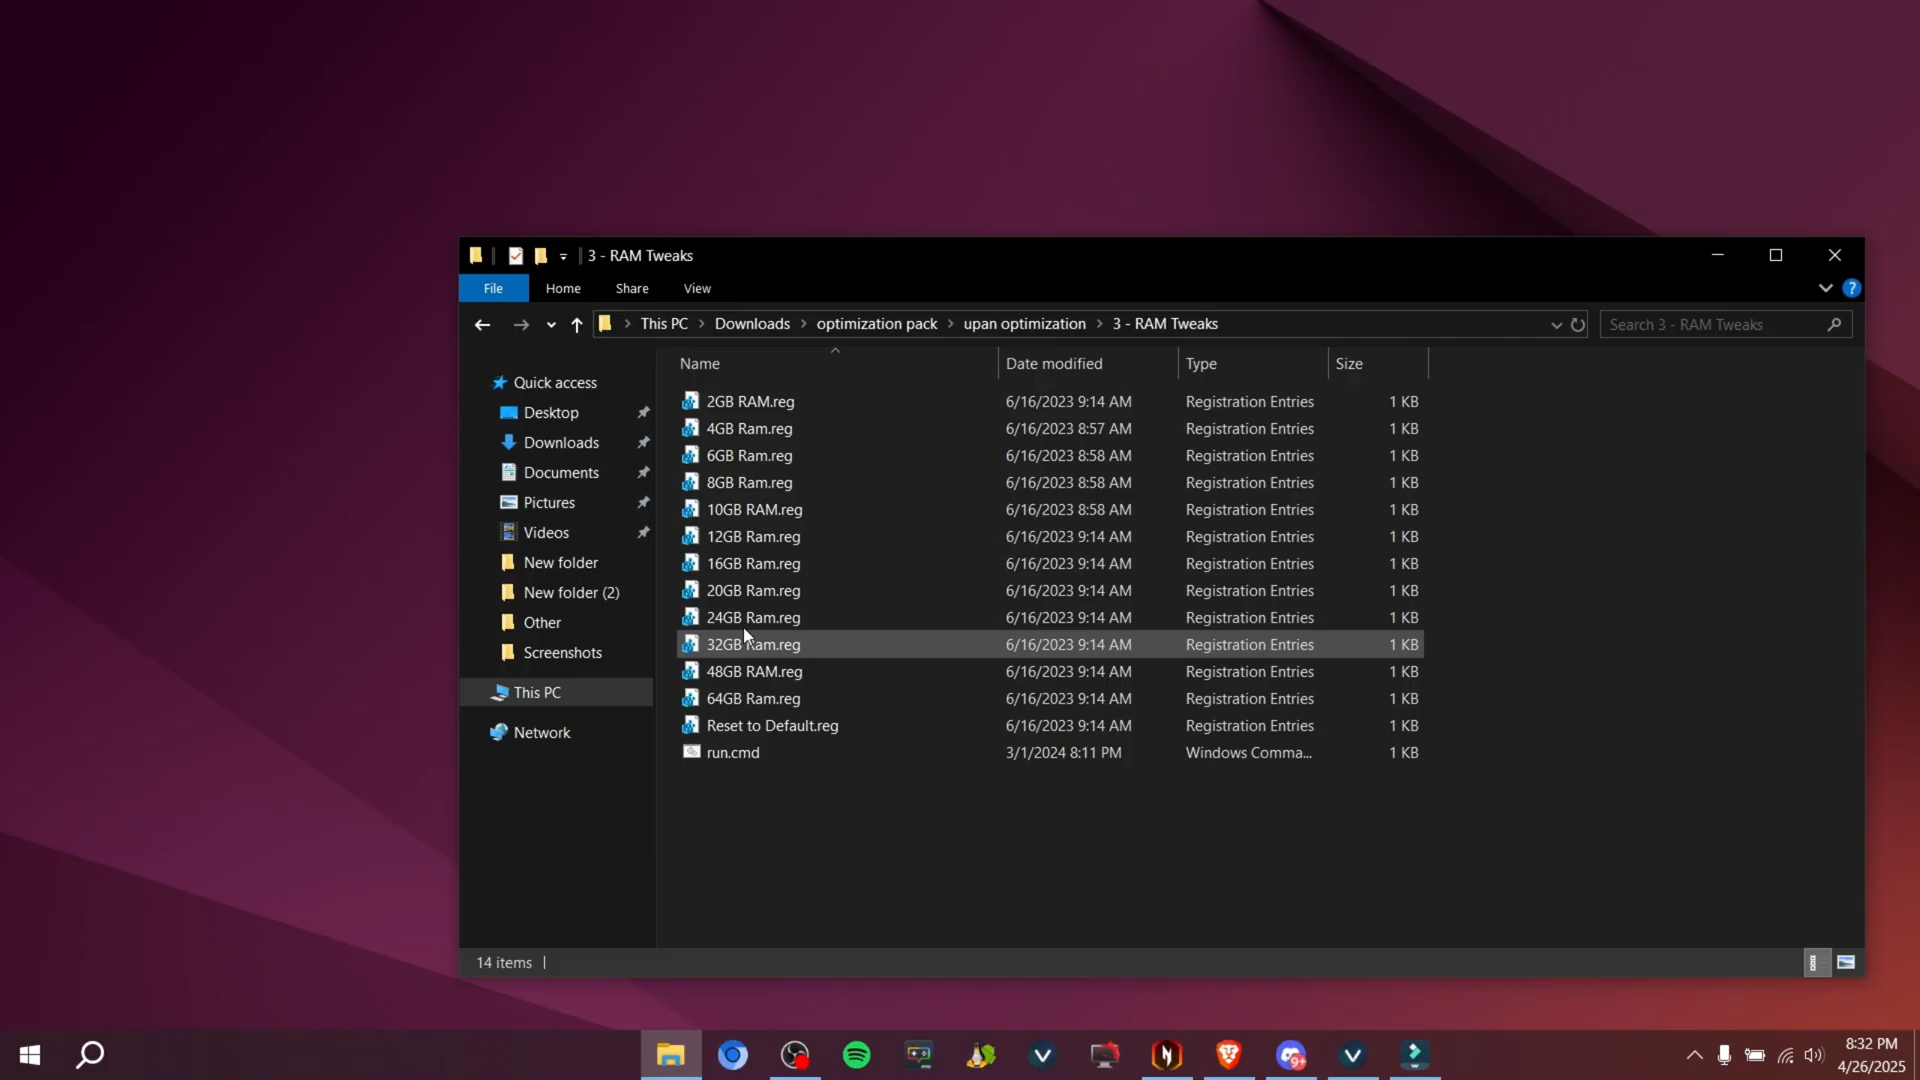 3 - RAM Tweaks
File Home Share View
This PC Downloads optimization pack upan optimization 3 - RAM Tweaks
Search 3 - RAM Tweaks
Name Date modified Type Size
Quick access
Desktop
Downloads
Documents
Pictures
Videos
New folder
New folder (2)
Other
Screenshots
This PC
Network
2GB RAM.reg 6/16/2023 9:14 AM Registration Entries 1 KB
4GB Ram.reg 6/16/2023 8:57 AM Registration Entries 1 KB
6GB Ram.reg 6/16/2023 8:58 AM Registration Entries 1 KB
8GB Ram.reg 6/16/2023 8:58 AM Registration Entries 1 KB
10GB RAM.reg 6/16/2023 8:58 AM Registration Entries 1 KB
12GB Ram.reg 6/16/2023 9:14 AM Registration Entries 1 KB
16GB Ram.reg 6/16/2023 9:14 AM Registration Entries 1 KB
20GB Ram.reg 6/16/2023 9:14 AM Registration Entries 1 KB
24GB Ram.reg 6/16/2023 9:14 AM Registration Entries 1 KB
32GB Ram.reg 6/16/2023 9:14 AM Registration Entries 1 KB
48GB RAM.reg 6/16/2023 9:14 AM Registration Entries 1 KB
64GB Ram.reg 6/16/2023 9:14 AM Registration Entries 1 KB
Reset to Default.reg 6/16/2023 9:14 AM Registration Entries 1 KB
run.cmd 3/1/2024 8:11 PM Windows Comma... 1 KB
14 items
9+
8:32 PM
4/26/2025